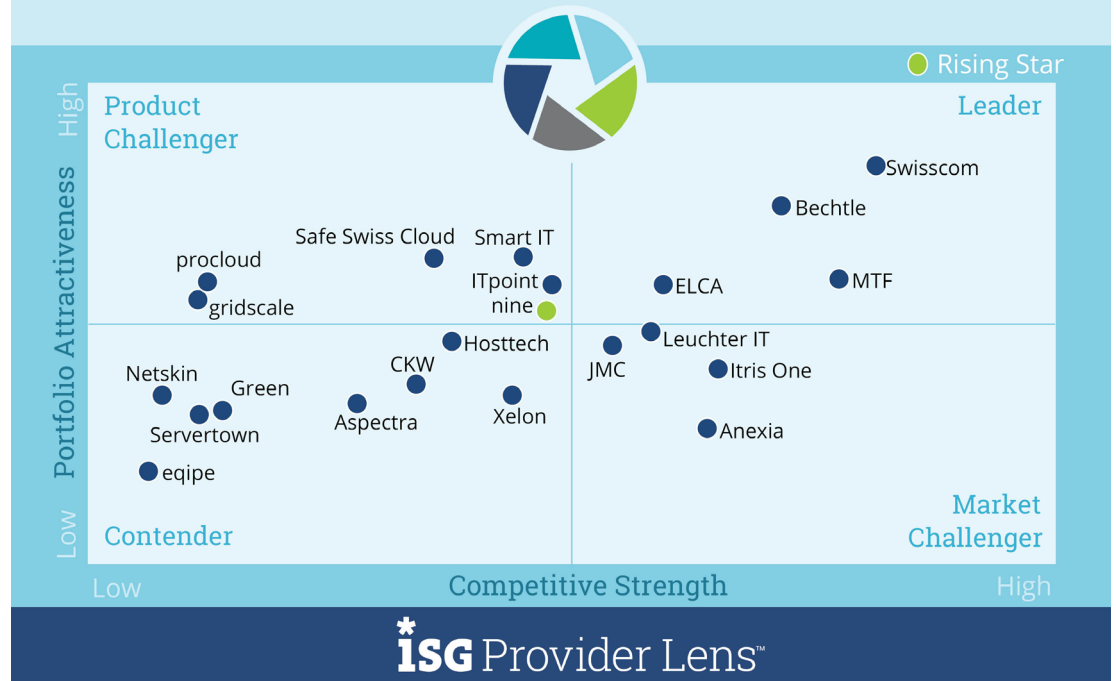 Rising Star
High
Product
Challenger
Leader
Swisscom
Bechtle
Safe Swiss Cloud
Smart IT
procloud
ITpoint
ELCA
MTF
gridscale
nine
Portfolio Attractiveness
Hosttech
Leuchter IT
CKW
JMC
Itris One
Netskin
Green
Aspectra
Xelon
Servertown
Anexia
eqipe
Low
Contender
Market
Challenger
Low
Competitive Strength
High
*ISG Provider Lens™